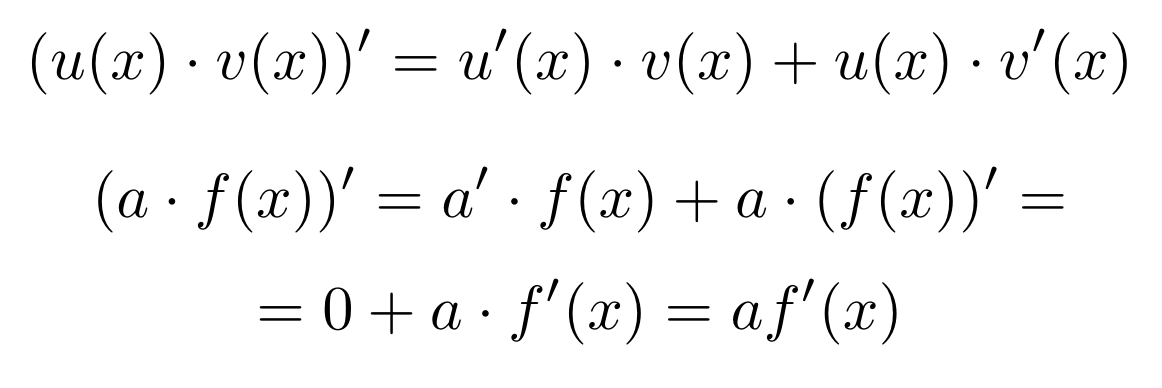 (u(x) · v(x))′ = u′(x) · v(x) + u(x) · v′(x)
(a · f(x))′ = a′ · f(x) + a · (f(x))′ =
= 0 + a · f′(x) = af′(x)